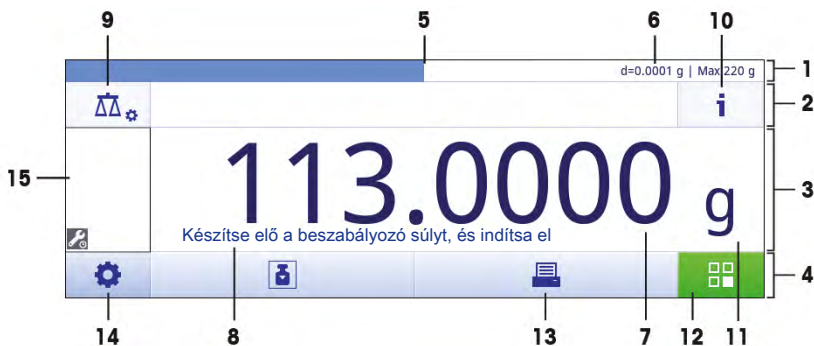 9 5 6 10
d=0.0001 g | Max 220 g 1
i 2
15 113.0000 g 3
Készítse elő a beszabályozó súlyt, és indítsa el
4
14 8 13 7 12 11